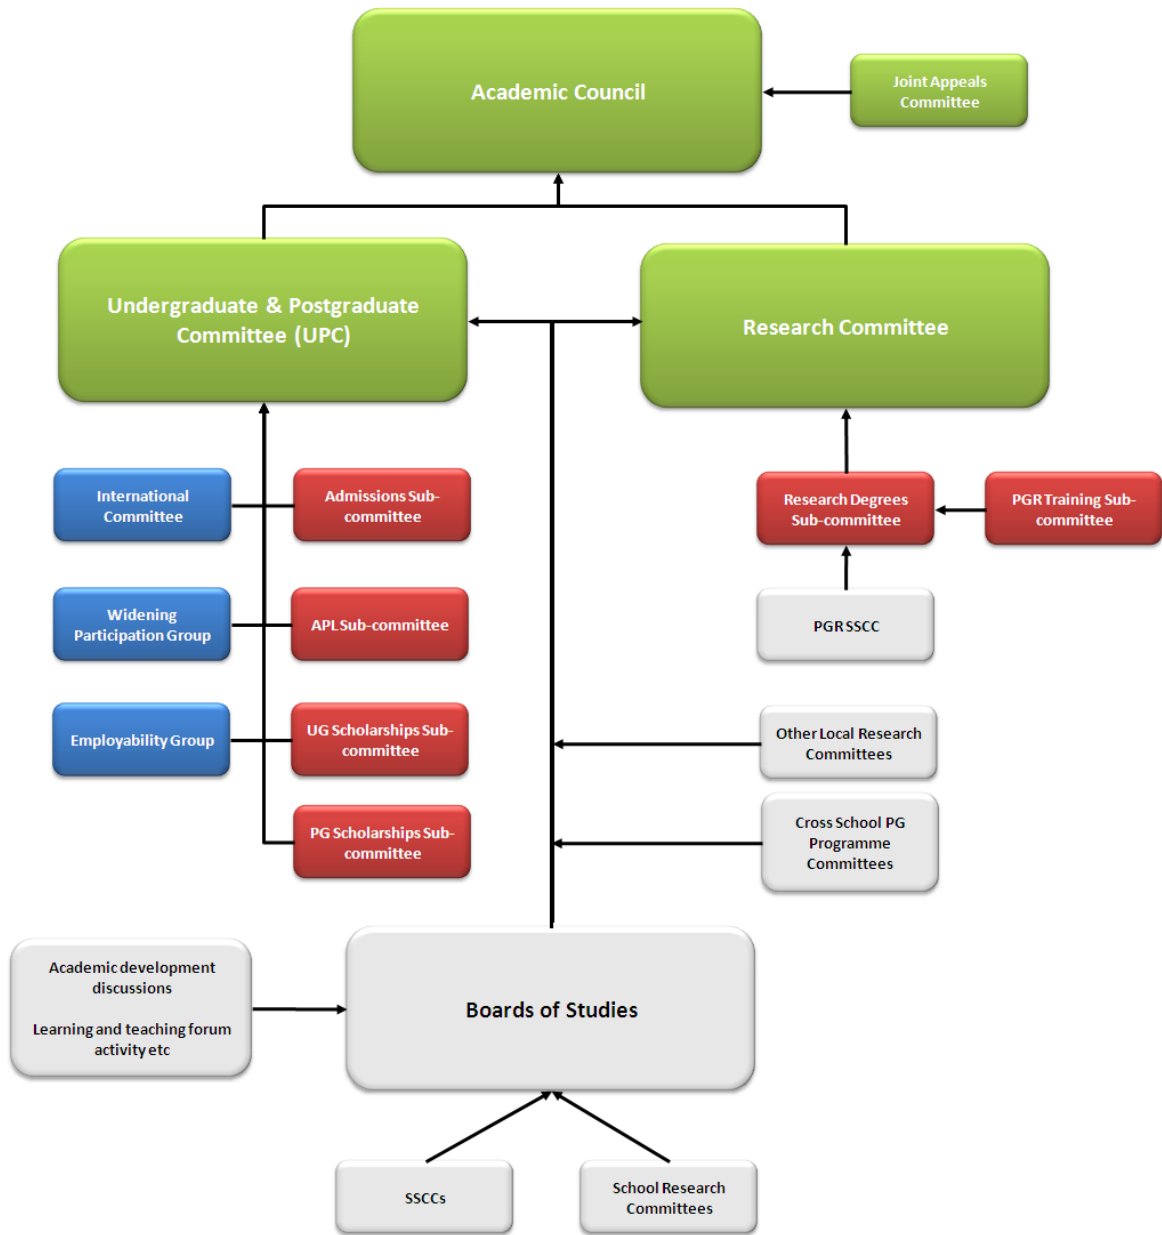 Academic Council
Joint Appeals
Committee
Undergraduate & Postgraduate
Committee (UPC)
Research Committee
International
Committee
Admissions Sub-
committee
Research Degrees
Sub-committee
PGR Training Sub-
committee
Widening
Participation Group
APL Sub-committee
PGR SSCC
Employability Group
UG Scholarships Sub-
committee
Other Local Research
Committees
PG Scholarships Sub-
committee
Cross School PG
Programme
Committees
Academic development
discussions
Learning and teaching forum
activity etc
Boards of Studies
SSCCs
School Research
Committees